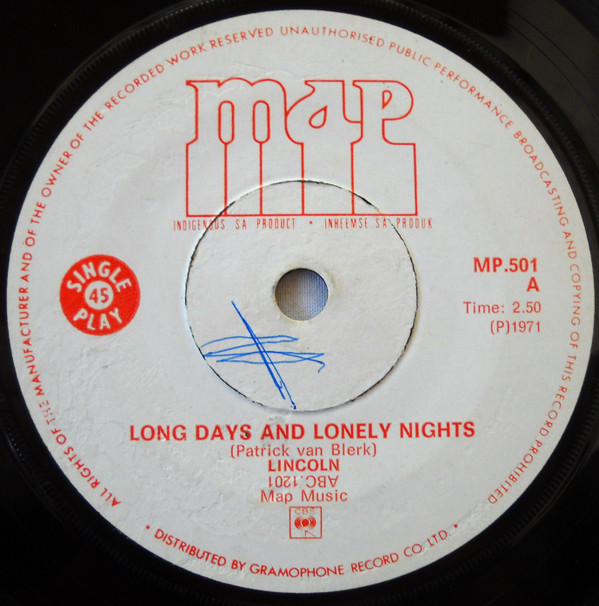 ALL RIGHTS OF THE MANUFACTURER AND OF THE OWNER OF THE RECORDED WORK RESERVED UNAUTHORISED PUBLIC PERFORMANCE BROADCASTING AND COPYING OF THIS RECORD PROHIBITED
map
INDIGENOUS SA PRODUCT • INHEEMSE SA PRODUK
SINGLE
45
PLAY
MP.501
A
Time: 2.50
(P)1971
LONG DAYS AND LONELY NIGHTS
(Patrick van Blerk)
LINCOLN
ABC.1201
Map Music
CBS
• DISTRIBUTED BY GRAMOPHONE RECORD CO. LTD. •